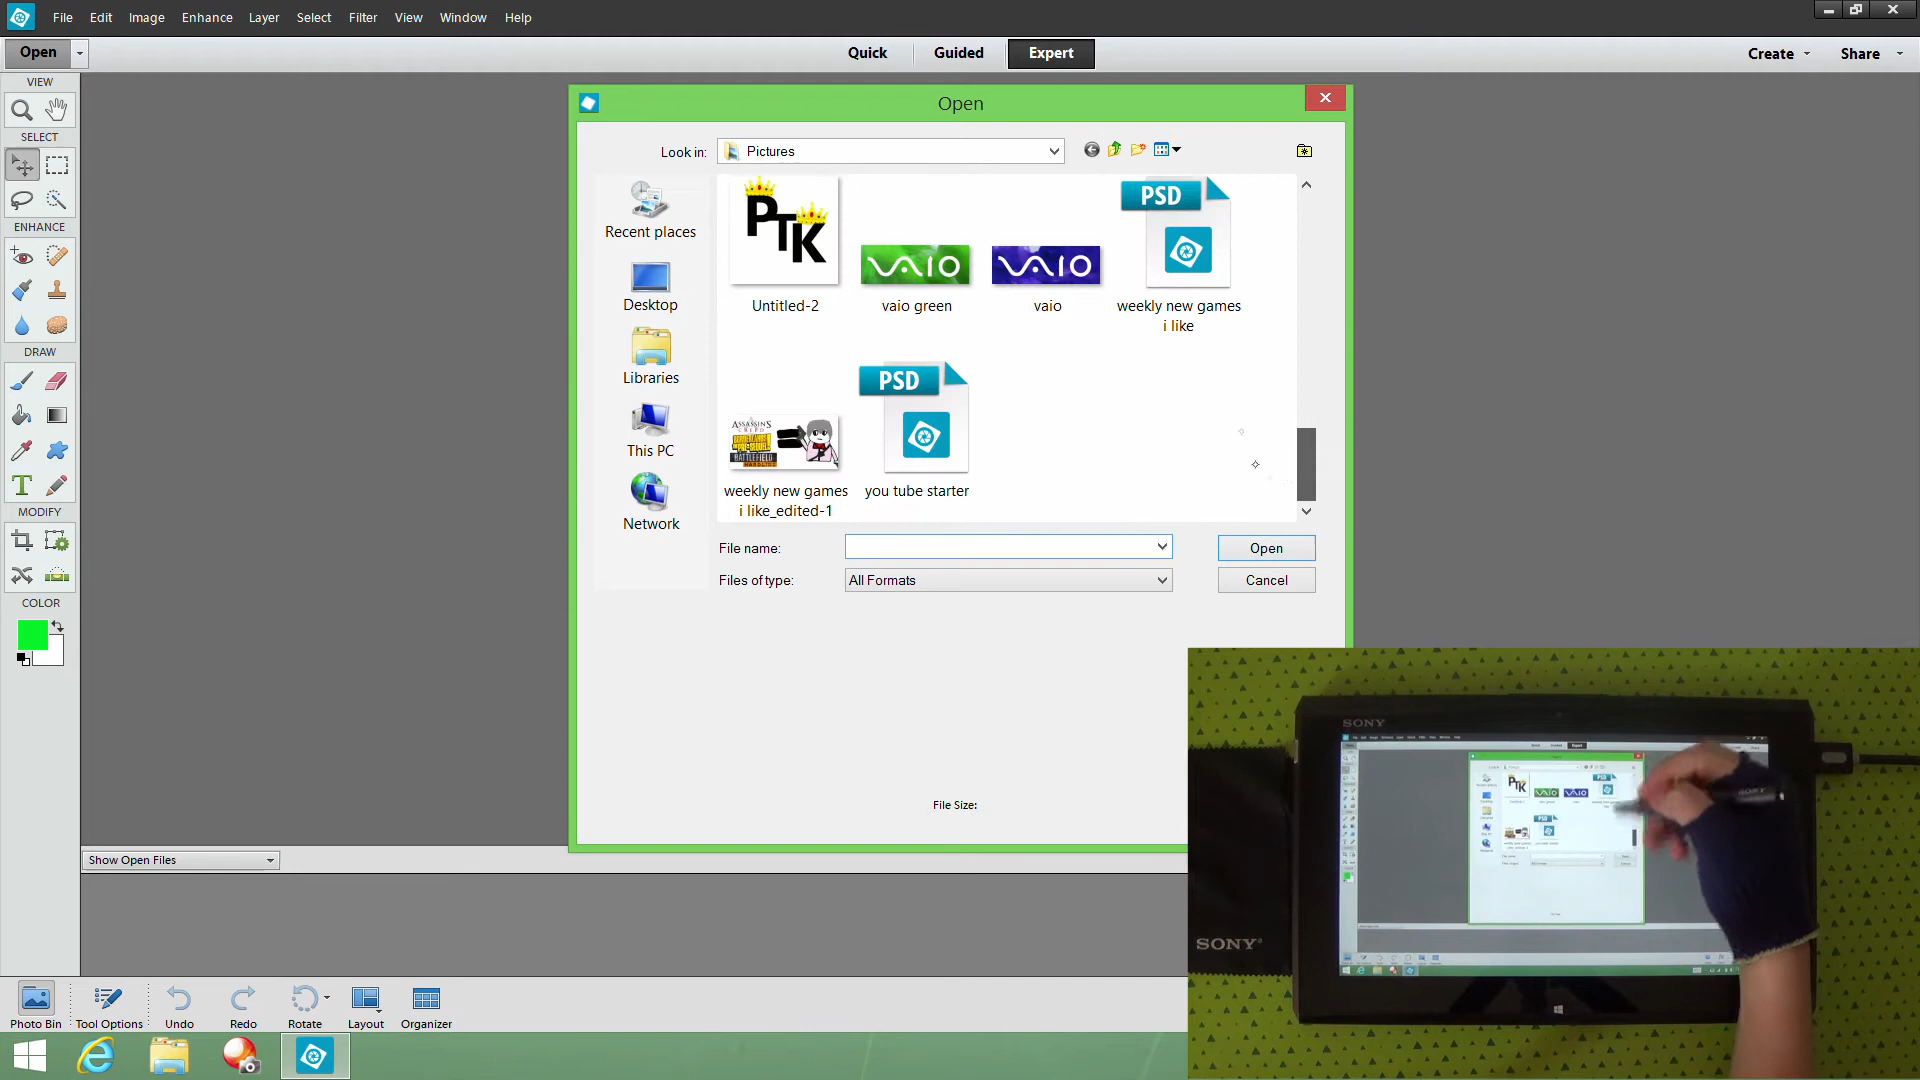 File Edit Image Enhance Layer Select Filter View Window Help
Open Quick Guided Expert Create Share
VIEW
SELECT
ENHANCE
DRAW
MODIFY
COLOR
Open
Look in: Pictures
Recent places
Desktop
Libraries
This PC
Network
PTK
VAIO
VAIO
PSD
Untitled-2
vaio green
vaio
weekly new games
i like
ASSASSINS
CREED
BATTLEFIELD
HARDLINE
PSD
weekly new games
i like_edited-1
you tube starter
File name:
Open
Files of type: All Formats
Cancel
File Size:
Show Open Files
Photo Bin Tool Options Undo Redo Rotate Layout Organizer
SONY
SONY